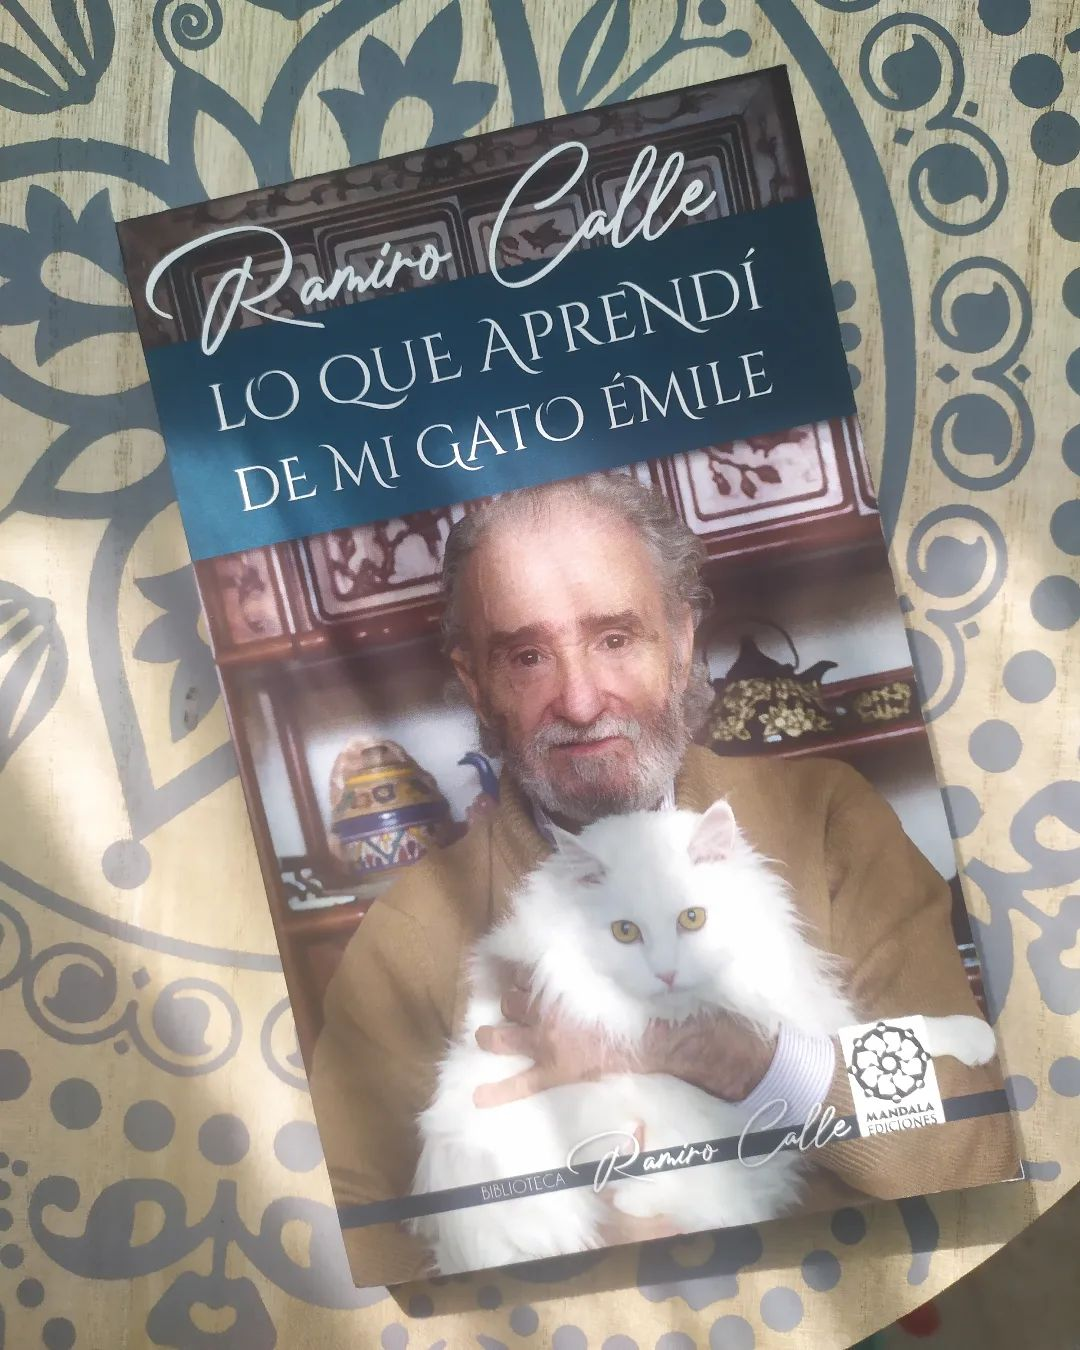 Ramiro Calle
LO QUE APRENDÍ
DE MI GATO ÉMILE
MANDALA
EDICIONES
BIBLIOTECA Ramiro Calle